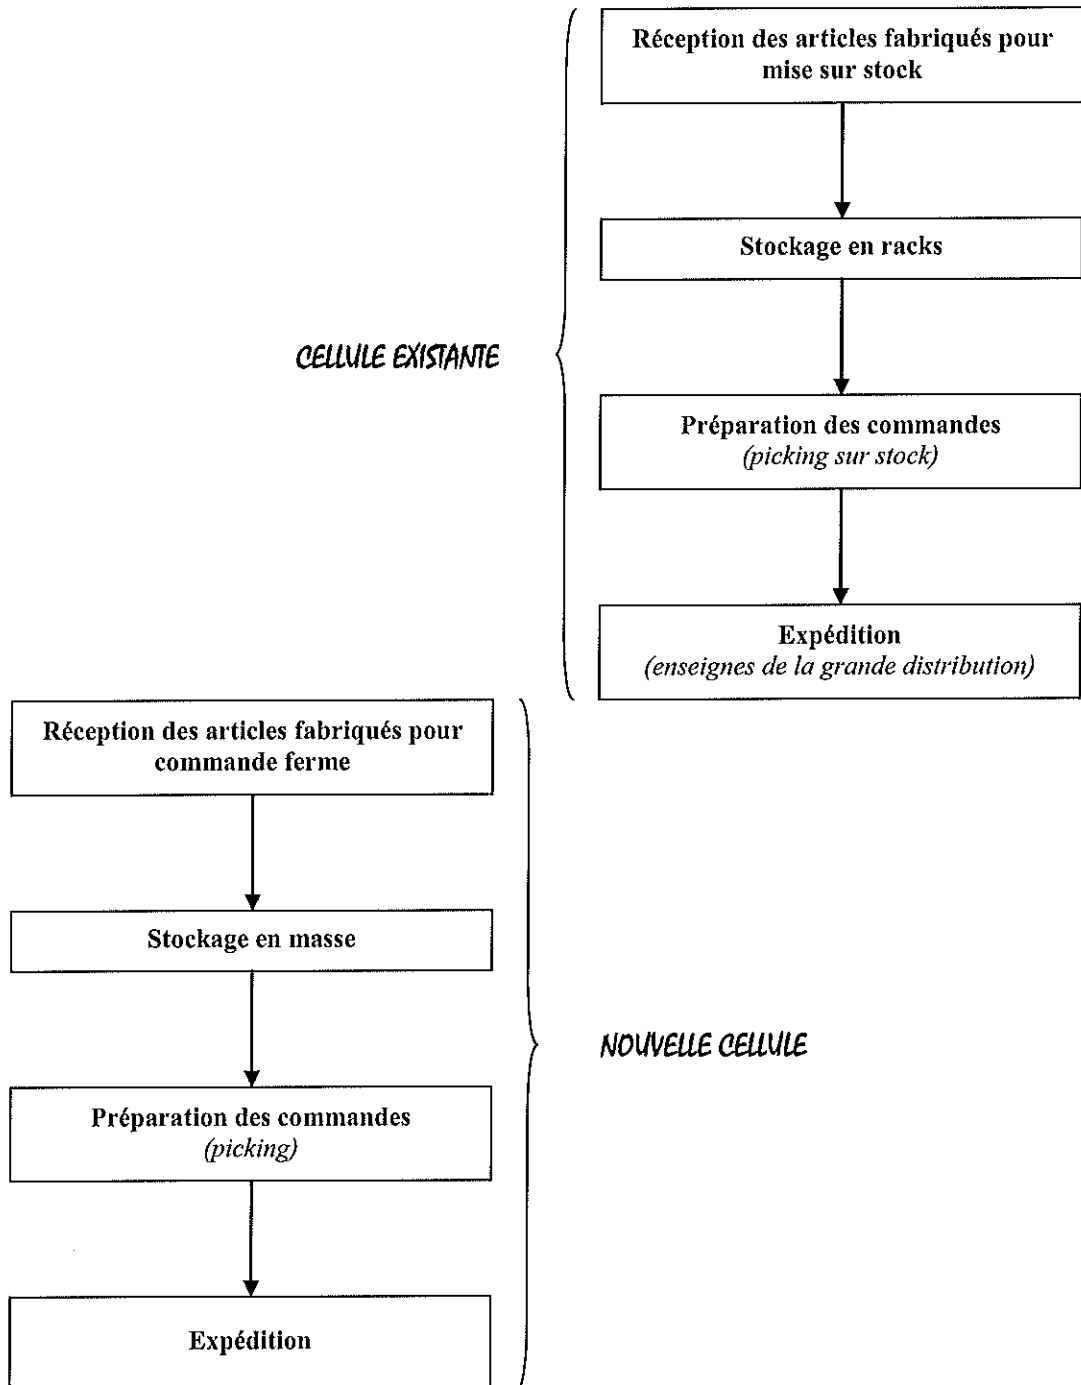 Réception des articles fabriqués pour
mise sur stock
Stockage en racks
CELLULE EXISTANTE
Préparation des commandes
(picking sur stock)
Expédition
(enseignes de la grande distribution)
Réception des articles fabriqués pour
commande ferme
Stockage en masse
NOUVELLE CELLULE
Préparation des commandes
(picking)
Expédition